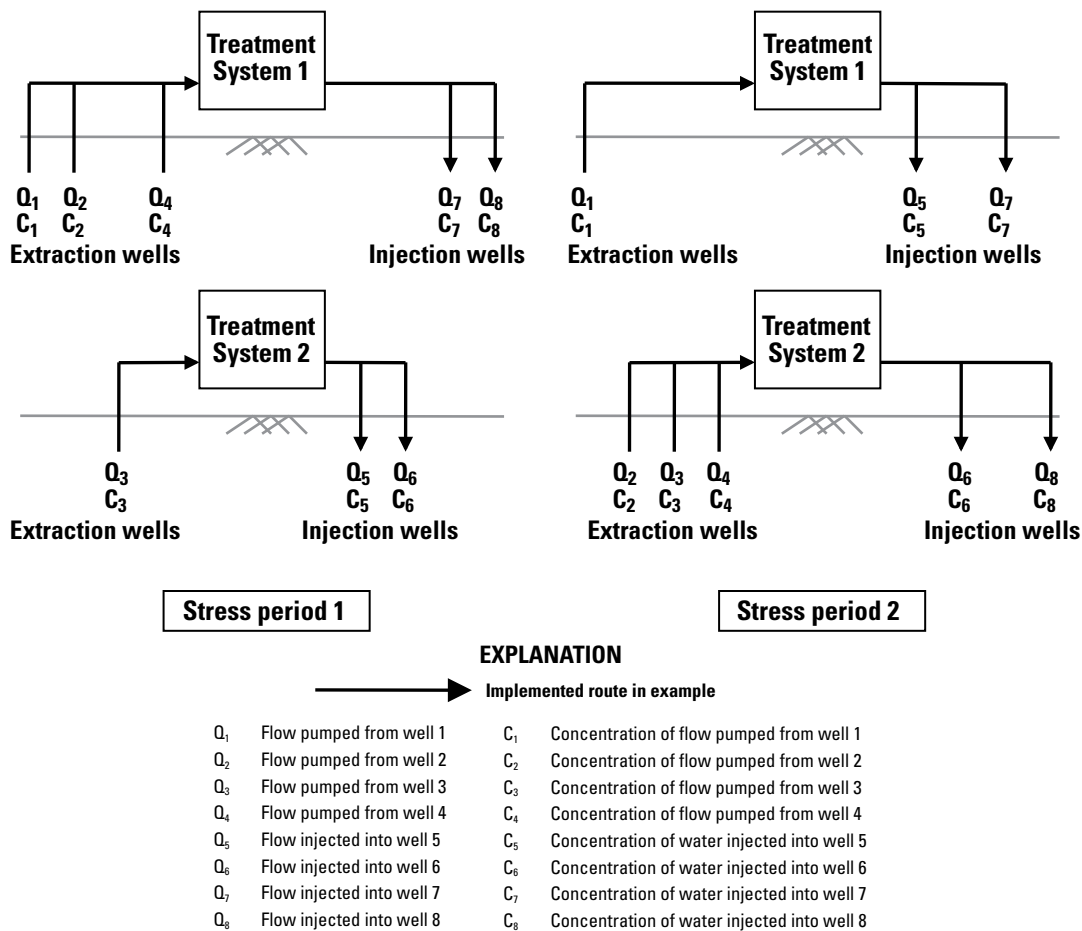 Treatment
System 1
Q₁ Q₂ Q₄ Q₇ Q₈
C₁ C₂ C₄ C₇ C₈
Extraction wells Injection wells
Treatment
System 1
Q₁ Q₅ Q₇
C₁ C₅ C₇
Extraction wells Injection wells
Treatment
System 2
Q₃ Q₅ Q₆
C₃ C₅ C₆
Extraction wells Injection wells
Treatment
System 2
Q₂ Q₃ Q₄ Q₆ Q₈
C₂ C₃ C₄ C₆ C₈
Extraction wells Injection wells
Stress period 1
Stress period 2
EXPLANATION
Implemented route in example
Q₁ Flow pumped from well 1 C₁ Concentration of flow pumped from well 1
Q₂ Flow pumped from well 2 C₂ Concentration of flow pumped from well 2
Q₃ Flow pumped from well 3 C₃ Concentration of flow pumped from well 3
Q₄ Flow pumped from well 4 C₄ Concentration of flow pumped from well 4
Q₅ Flow injected into well 5 C₅ Concentration of water injected into well 5
Q₆ Flow injected into well 6 C₆ Concentration of water injected into well 6
Q₇ Flow injected into well 7 C₇ Concentration of water injected into well 7
Q₈ Flow injected into well 8 C₈ Concentration of water injected into well 8